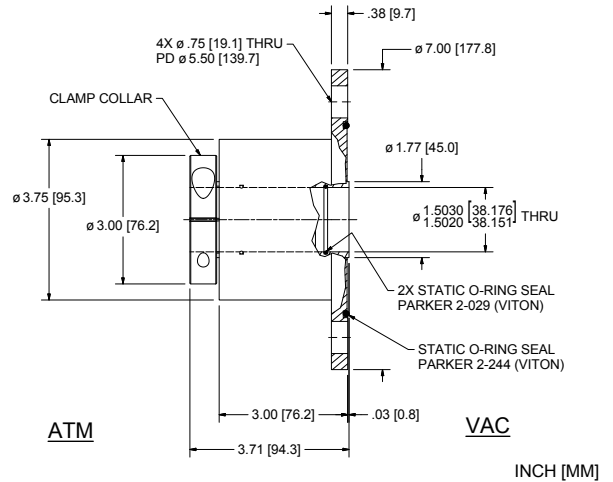 .38 [9.7]
4X ø .75 [19.1] THRU
PD ø 5.50 [139.7]
ø 7.00 [177.8]
CLAMP COLLAR
ø 1.77 [45.0]
ø 3.75 [95.3]
ø 3.00 [76.2]
ø 1.5030 [38.176] THRU
1.5020 38.151
2X STATIC O-RING SEAL
PARKER 2-029 (VITON)
STATIC O-RING SEAL
PARKER 2-244 (VITON)
3.00 [76.2]
.03 [0.8]
ATM
VAC
3.71 [94.3]
INCH [MM]